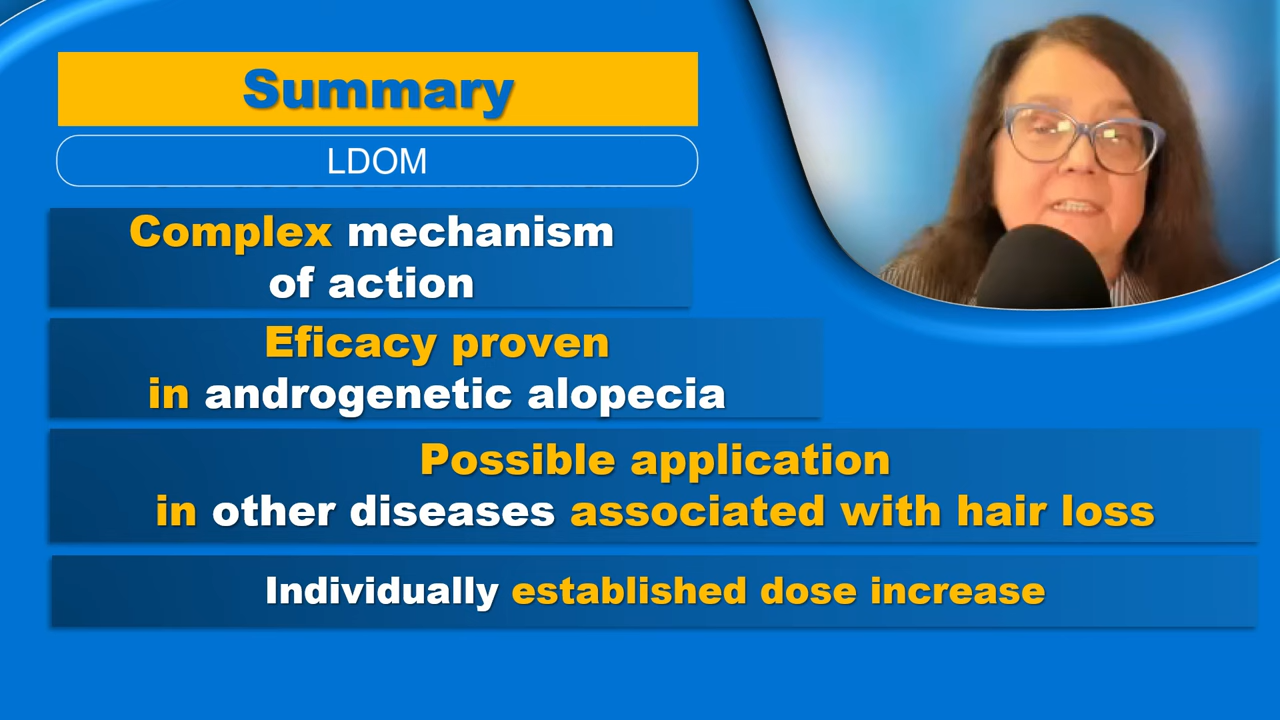 Summary
LDOM
Complex mechanism
of action
Eficacy proven
in androgenetic alopecia
Possible application
in other diseases associated with hair loss
Individually established dose increase